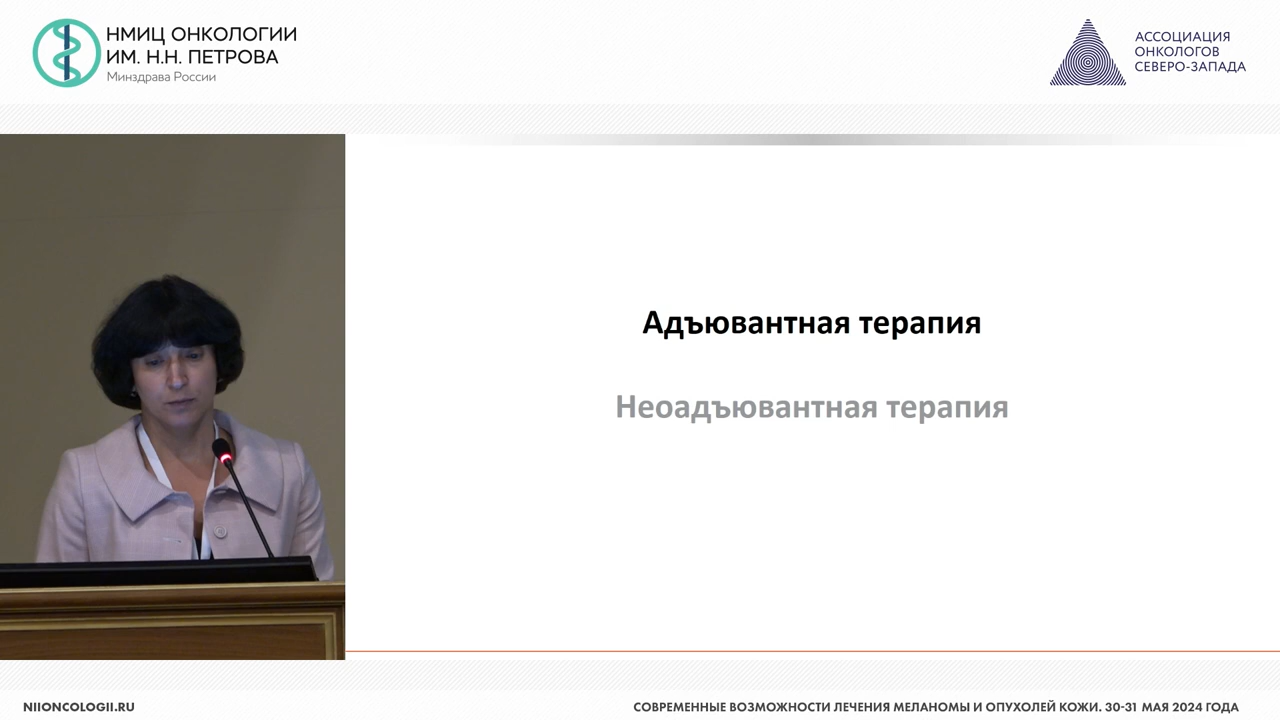 НМИЦ ОНКОЛОГИИ
ИМ. Н.Н. ПЕТРОВА
Минздрава России
АССОЦИАЦИЯ
ОНКОЛОГОВ
СЕВЕРО-ЗАПАДА
Адъювантная терапия
Неоадъювантная терапия
NIIONCOLOGII.RU
СОВРЕМЕННЫЕ ВОЗМОЖНОСТИ ЛЕЧЕНИЯ МЕЛАНОМЫ И ОПУХОЛЕЙ КОЖИ. 30-31 МАЯ 2024 ГОДА